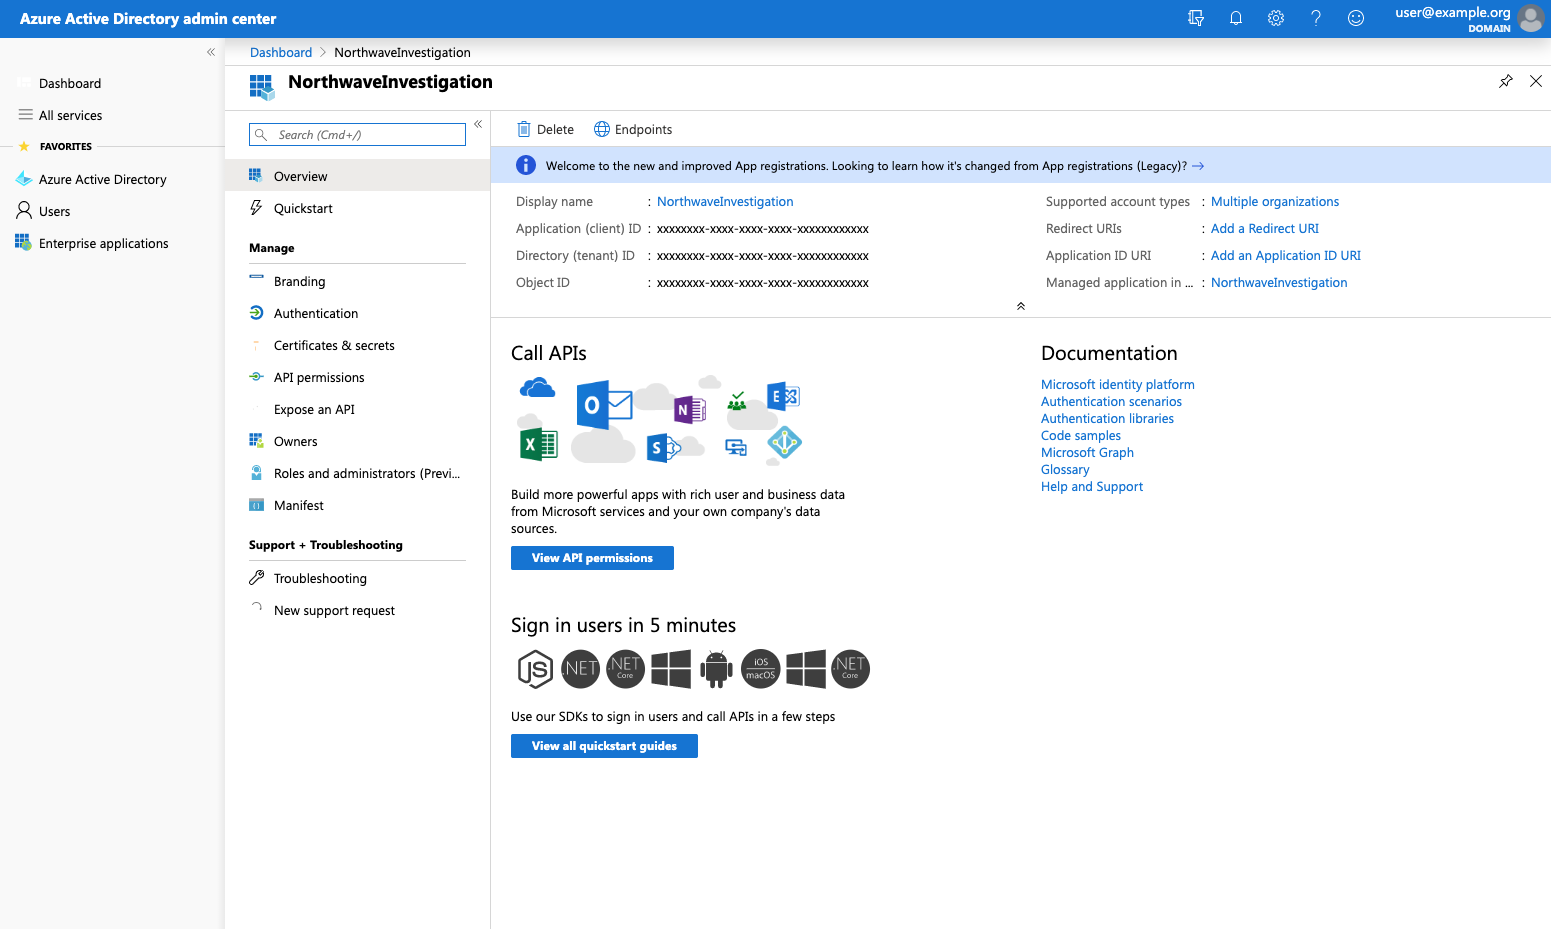 Azure Active Directory admin center
user@example.org
DOMAIN
Dashboard
All services
FAVORITES
Azure Active Directory
Users
Enterprise applications
Dashboard > NorthwaveInvestigation
NorthwaveInvestigation
Search (Cmd+/)
Overview
Quickstart
Manage
Branding
Authentication
Certificates & secrets
API permissions
Expose an API
Owners
Roles and administrators (Previ...
Manifest
Support + Troubleshooting
Troubleshooting
New support request
Delete
Endpoints
Welcome to the new and improved App registrations. Looking to learn how it's changed from App registrations (Legacy)? →
Display name : NorthwaveInvestigation
Application (client) ID : xxxxxxxx-xxxx-xxxx-xxxx-xxxxxxxxxxxx
Directory (tenant) ID : xxxxxxxx-xxxx-xxxx-xxxx-xxxxxxxxxxxx
Object ID : xxxxxxxx-xxxx-xxxx-xxxx-xxxxxxxxxxxx
Supported account types : Multiple organizations
Redirect URIs : Add a Redirect URI
Application ID URI : Add an Application ID URI
Managed application in ... : NorthwaveInvestigation
Call APIs
O
N
E
X
S
Build more powerful apps with rich user and business data
from Microsoft services and your own company's data
sources.
View API permissions
Sign in users in 5 minutes
JS
.NET
.NET
Core
iOS
macOS
.NET
Core
Use our SDKs to sign in users and call APIs in a few steps
View all quickstart guides
Documentation
Microsoft identity platform
Authentication scenarios
Authentication libraries
Code samples
Microsoft Graph
Glossary
Help and Support